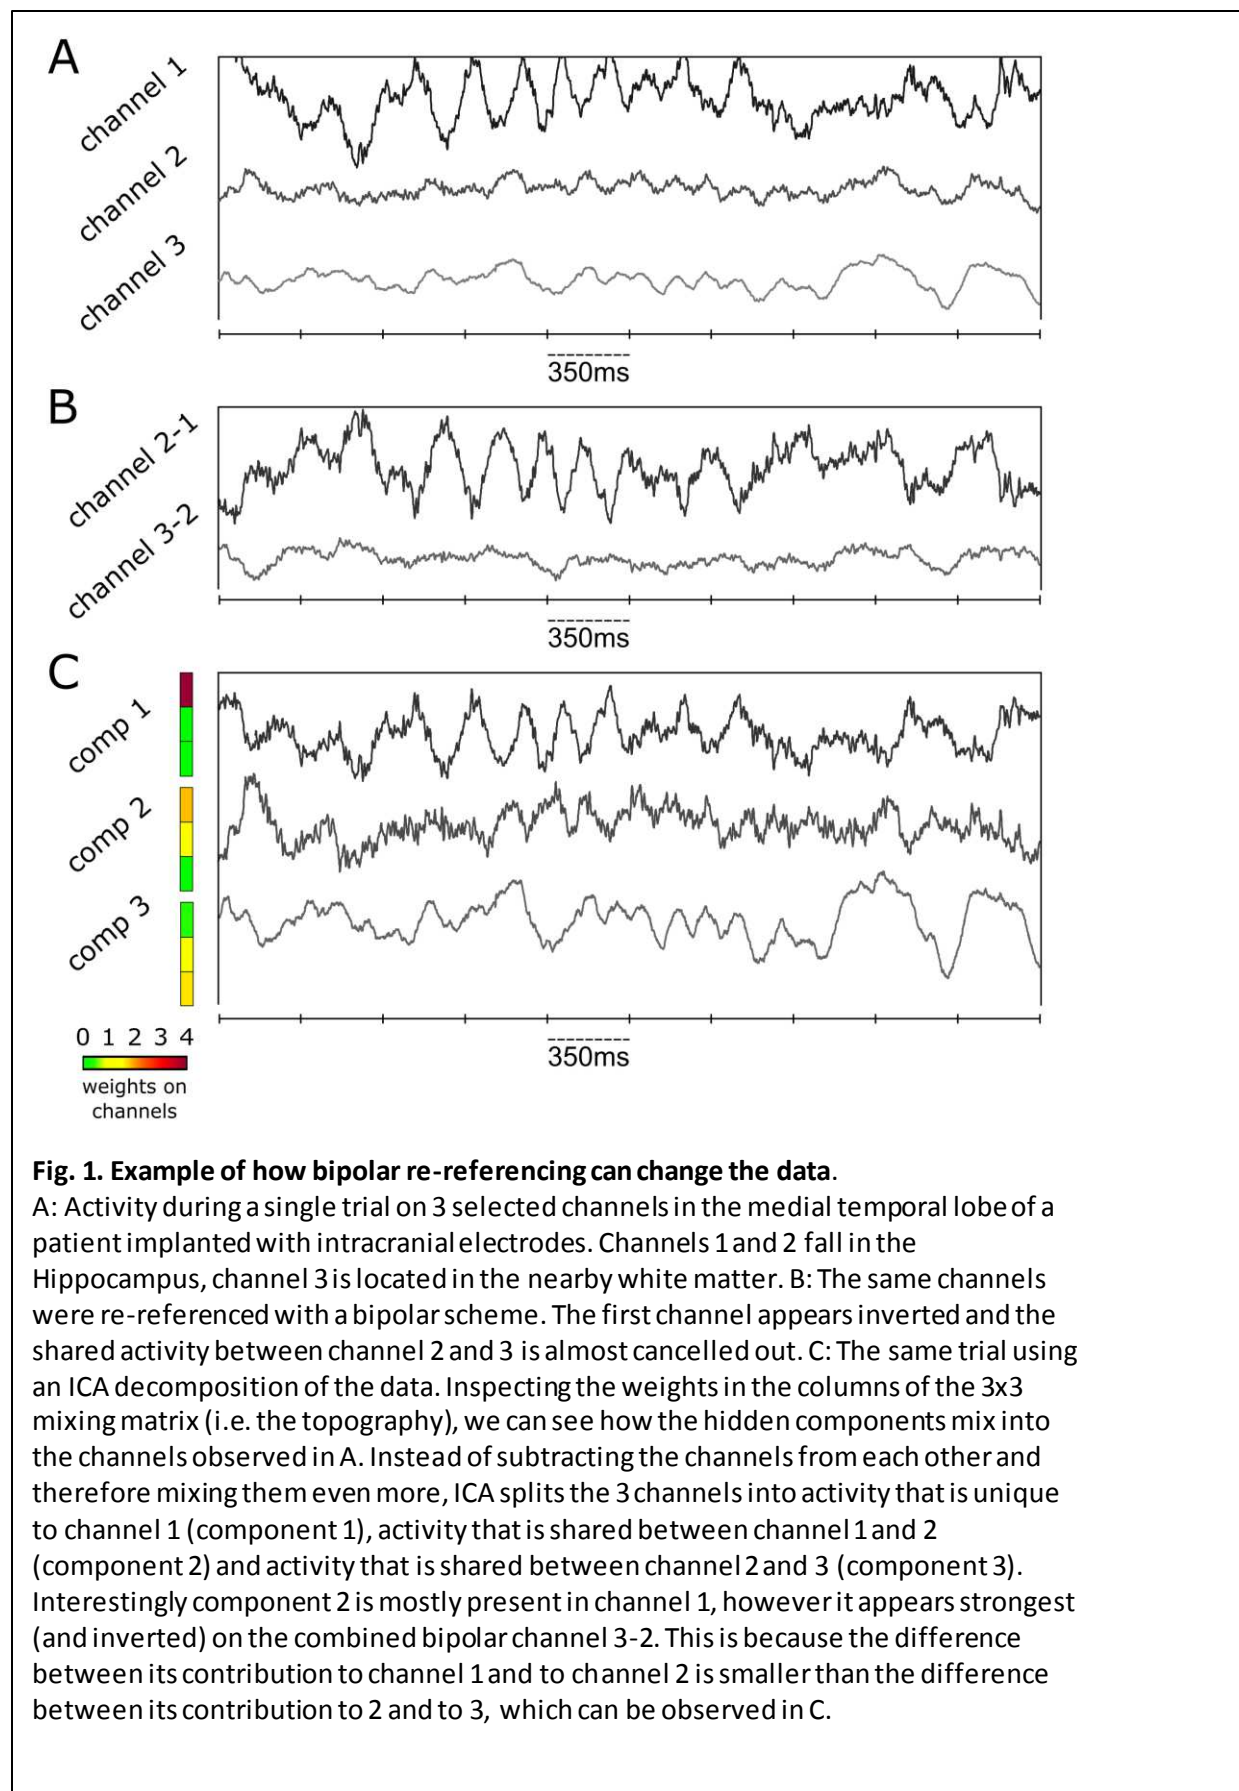 A
channel 1
channel 2
channel 3
350ms
B
channel 2-1
channel 3-2
350ms
C
comp 1
comp 2
comp 3
0 1 2 3 4
weights on
channels
350ms
Fig. 1. Example of how bipolar re-referencing can change the data.
A: Activity during a single trial on 3 selected channels in the medial temporal lobe of a
patient implanted with intracranial electrodes. Channels 1 and 2 fall in the
Hippocampus, channel 3 is located in the nearby white matter. B: The same channels
were re-referenced with a bipolar scheme. The first channel appears inverted and the
shared activity between channel 2 and 3 is almost cancelled out. C: The same trial using
an ICA decomposition of the data. Inspecting the weights in the columns of the 3x3
mixing matrix (i.e. the topography), we can see how the hidden components mix into
the channels observed in A. Instead of subtracting the channels from each other and
therefore mixing them even more, ICA splits the 3 channels into activity that is unique
to channel 1 (component 1), activity that is shared between channel 1 and 2
(component 2) and activity that is shared between channel 2 and 3 (component 3).
Interestingly component 2 is mostly present in channel 1, however it appears strongest
(and inverted) on the combined bipolar channel 3-2. This is because the difference
between its contribution to channel 1 and to channel 2 is smaller than the difference
between its contribution to 2 and to 3, which can be observed in C.